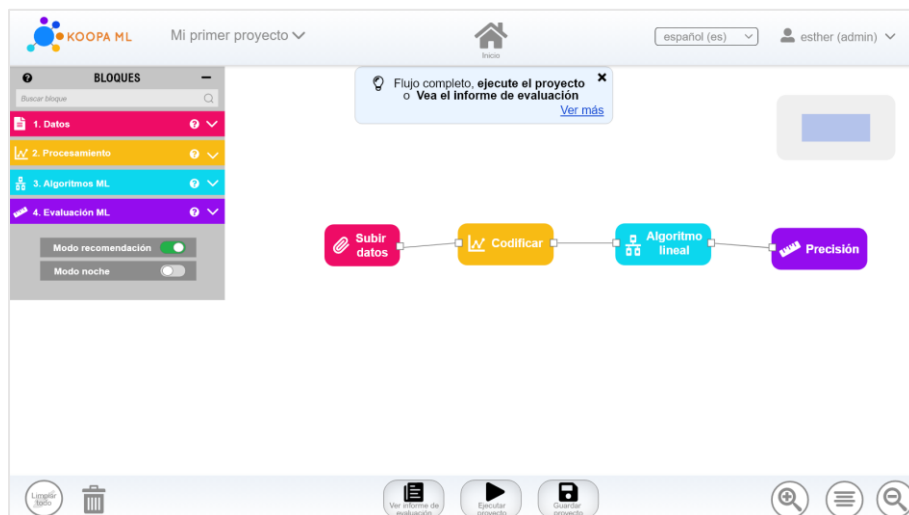 KOOPA ML
Mi primer proyecto
Inicio
español (es)
esther (admin)
BLOQUES
Buscar bloque
1. Datos
2. Procesamiento
3. Algoritmos ML
4. Evaluación ML
Modo recomendación
Modo noche
Flujo completo, ejecute el proyecto
o Vea el informe de evaluación
Ver más
Subir
datos
Codificar
Algoritmo
lineal
Precisión
Limpiar
todo
Ver informe de
evaluación
Ejecutar
proyecto
Guardar
proyecto